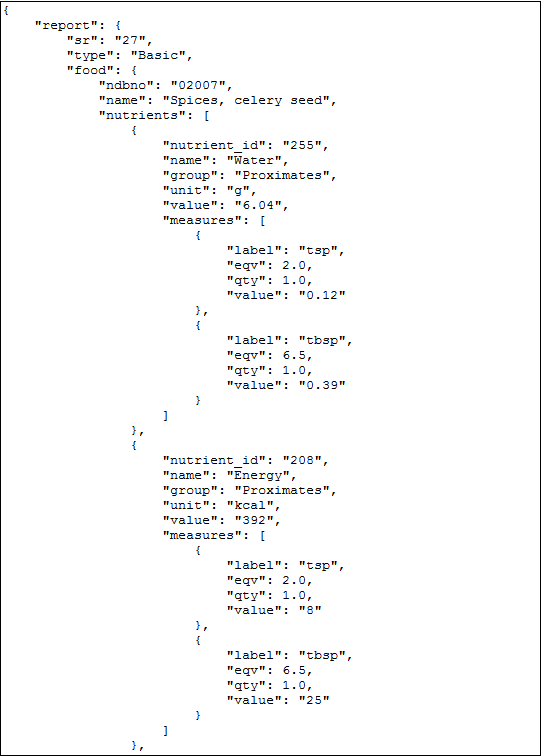 {
    "report": {
        "sr": "27",
        "type": "Basic",
        "food": {
            "ndbno": "02007",
            "name": "Spices, celery seed",
            "nutrients": [
                {
                    "nutrient_id": "255",
                    "name": "Water",
                    "group": "Proximates",
                    "unit": "g",
                    "value": "6.04",
                    "measures": [
                        {
                            "label": "tsp",
                            "eqv": 2.0,
                            "qty": 1.0,
                            "value": "0.12"
                        },
                        {
                            "label": "tbsp",
                            "eqv": 6.5,
                            "qty": 1.0,
                            "value": "0.39"
                        }
                    ]
                },
                {
                    "nutrient_id": "208",
                    "name": "Energy",
                    "group": "Proximates",
                    "unit": "kcal",
                    "value": "392",
                    "measures": [
                        {
                            "label": "tsp",
                            "eqv": 2.0,
                            "qty": 1.0,
                            "value": "8"
                        },
                        {
                            "label": "tbsp",
                            "eqv": 6.5,
                            "qty": 1.0,
                            "value": "25"
                        }
                    ]
                },